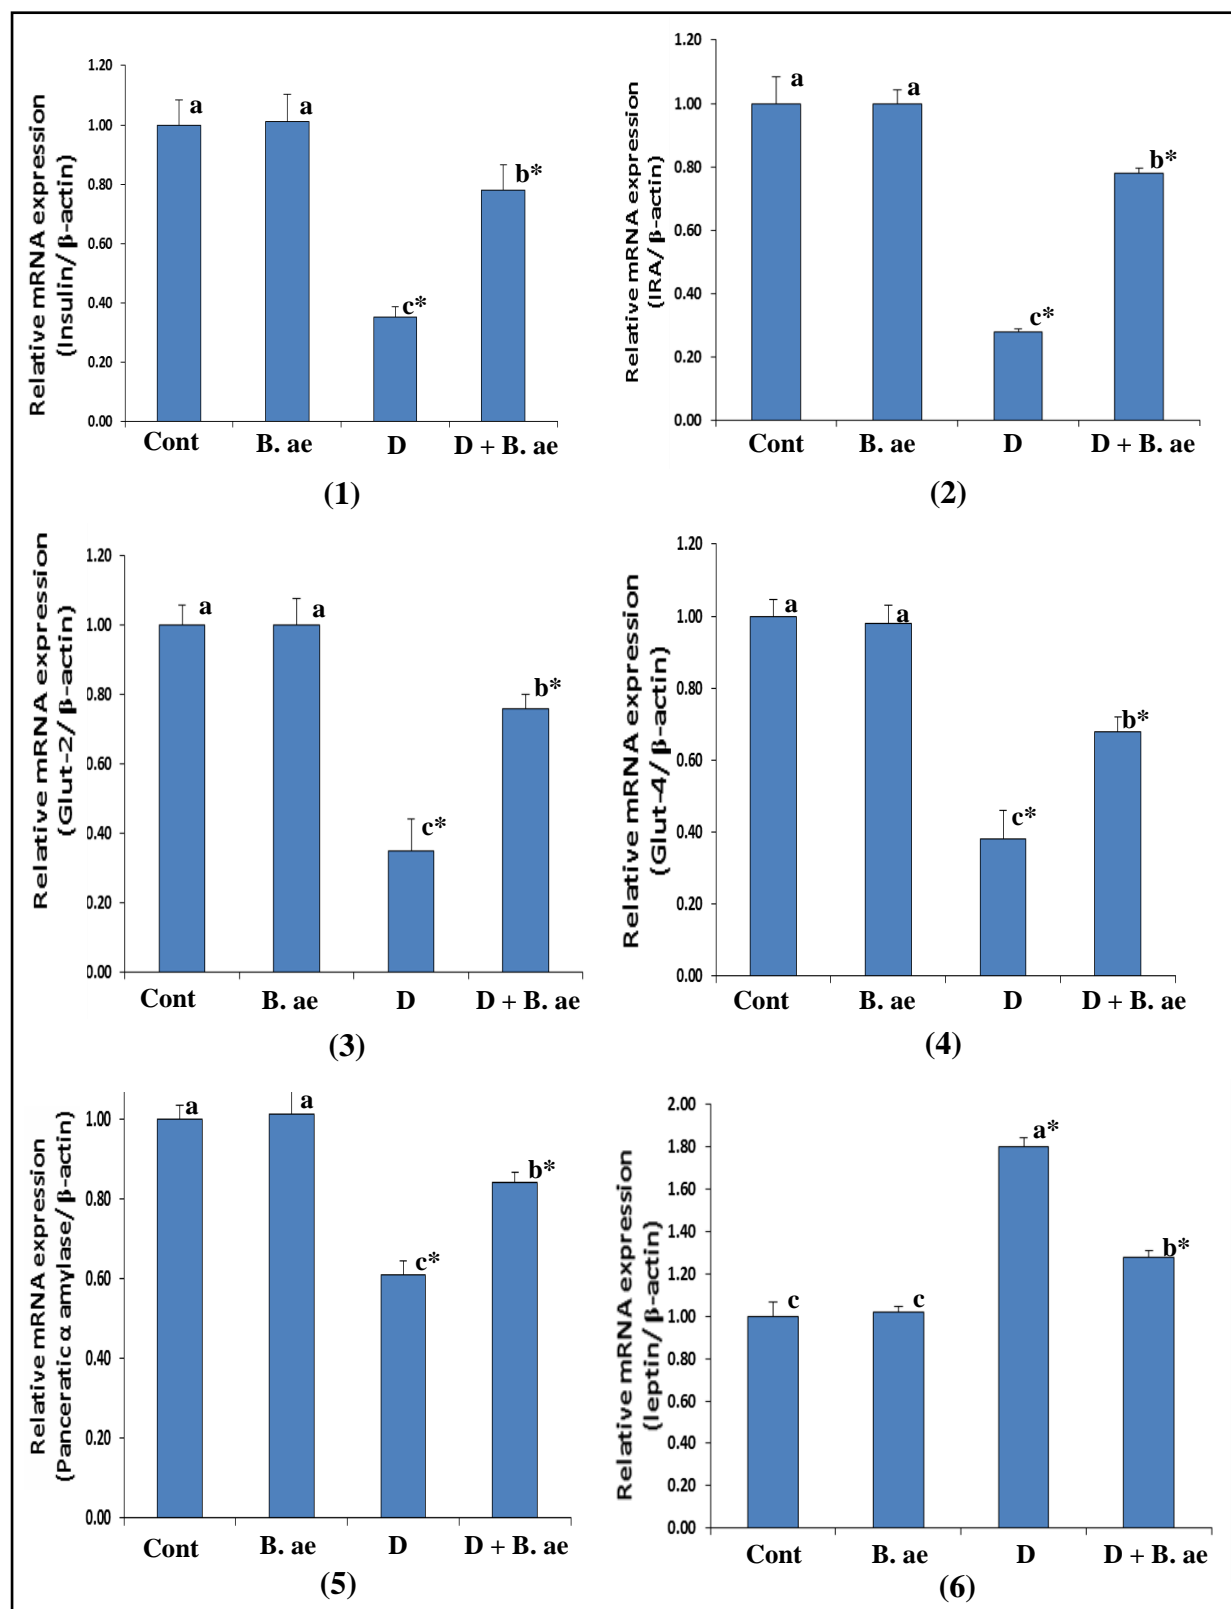 Relative mRNA expression
(Insulin/β-actin)
1.20
1.00
0.80
0.60
0.40
0.20
0.00
a
a
c*
b*
Cont
B. ae
D
D + B. ae
(1)
Relative mRNA expression
(IRA/β-actin)
1.20
1.00
0.80
0.60
0.40
0.20
0.00
a
a
c*
b*
Cont
B. ae
D
D + B. ae
(2)
Relative mRNA expression
(Glut-2/β-actin)
1.20
1.00
0.80
0.60
0.40
0.20
0.00
a
a
c*
b*
Cont
B. ae
D
D + B. ae
(3)
Relative mRNA expression
(Glut-4/β-actin)
1.20
1.00
0.80
0.60
0.40
0.20
0.00
a
a
c*
b*
Cont
B. ae
D
D + B. ae
(4)
Relative mRNA expression
(Panceratic α amylase/β-actin)
1.00
0.80
0.60
0.40
0.20
0.00
a
a
c*
b*
Cont
B. ae
D
D + B. ae
(5)
Relative mRNA expression
(leptin/β-actin)
2.00
1.80
1.60
1.40
1.20
1.00
0.80
0.60
0.40
0.20
0.00
c
c
a*
b*
Cont
B. ae
D
D + B. ae
(6)